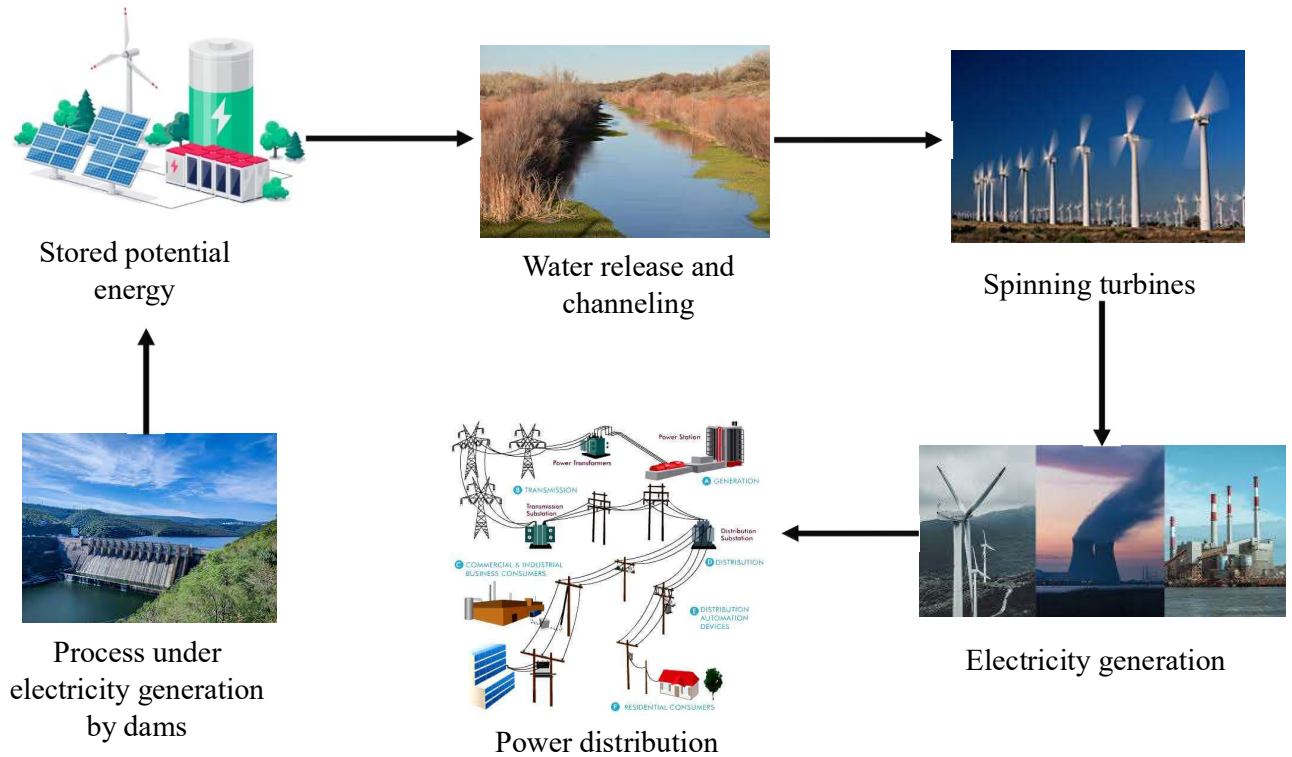 Stored potential
energy
Water release and
channeling
Spinning turbines
Process under
electricity generation
by dams
Power Station
Power Transformers
A GENERATION
B TRANSMISSION
Transmission
Substation
Distribution
Substation
C COMMERCIAL & INDUSTRIAL
BUSINESS CONSUMERS
D DISTRIBUTION
E DISTRIBUTION
AUTOMATION
DEVICES
F RESIDENTIAL CONSUMERS
Power distribution
Electricity generation